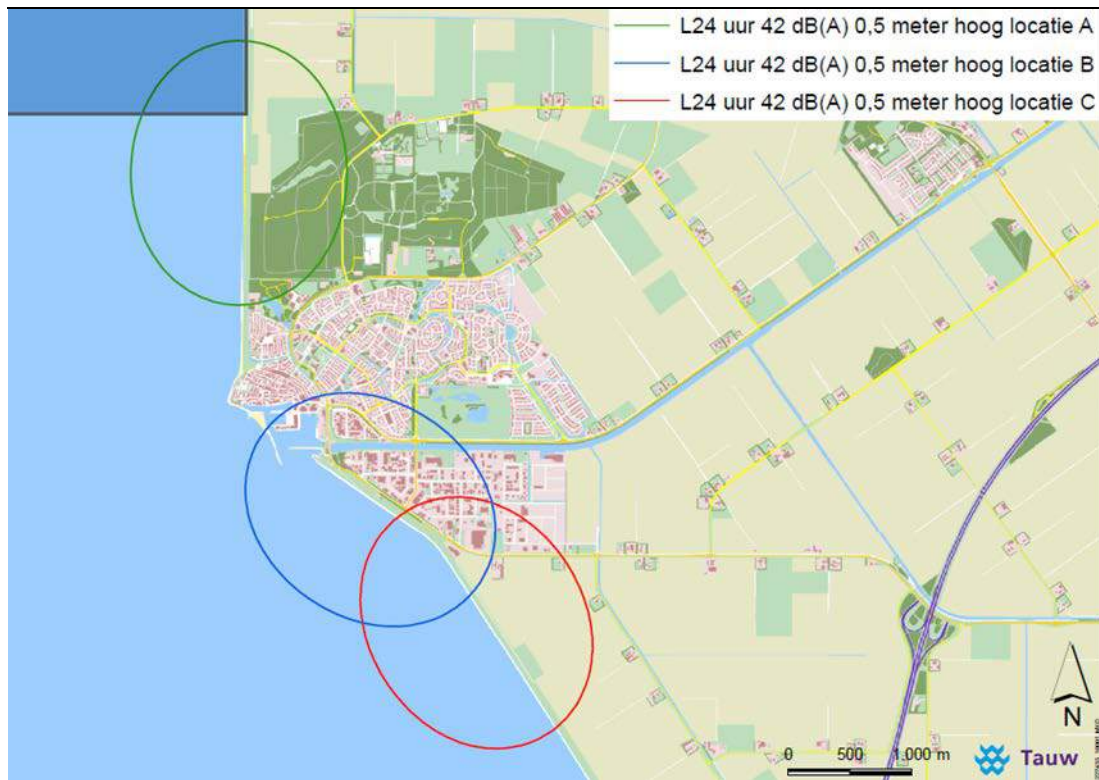 L24 uur 42 dB(A) 0,5 meter hoog locatie A
L24 uur 42 dB(A) 0,5 meter hoog locatie B
L24 uur 42 dB(A) 0,5 meter hoog locatie C
N
0 500 1.000 m
Tauw